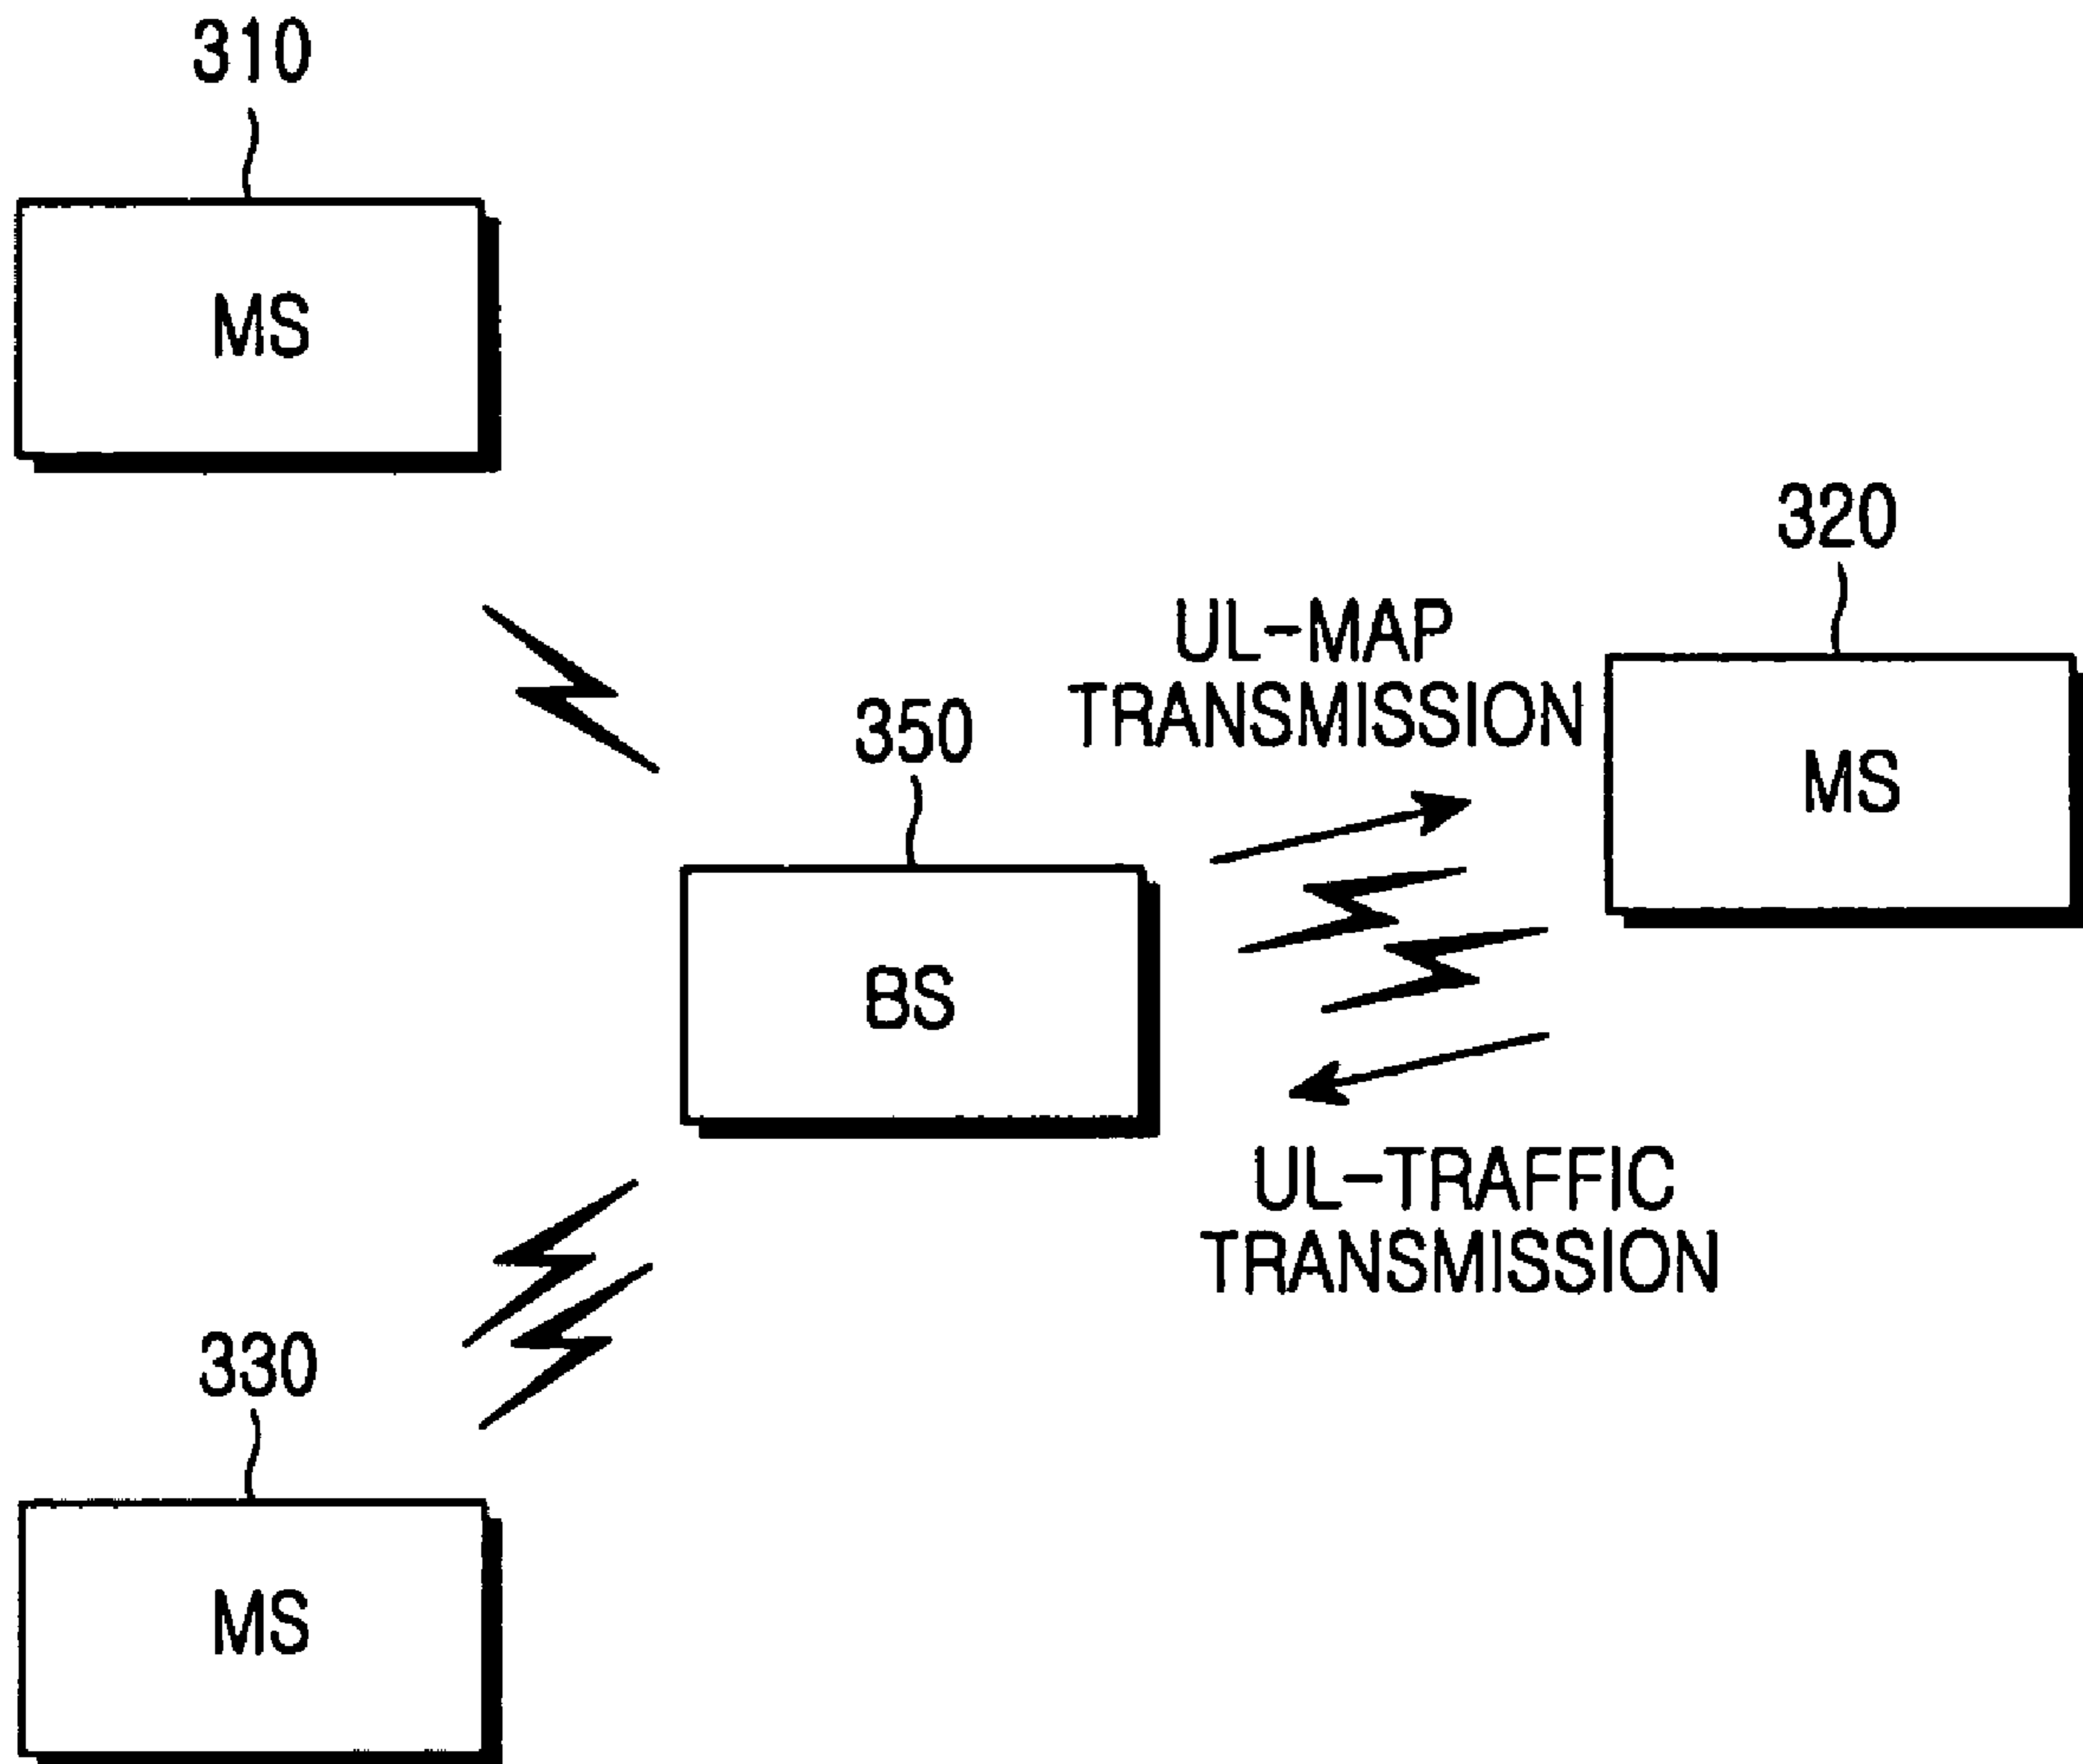 310
MS
320
UL-MAP
TRANSMISSION
MS
350
BS
UL-TRAFFIC
TRANSMISSION
330
MS